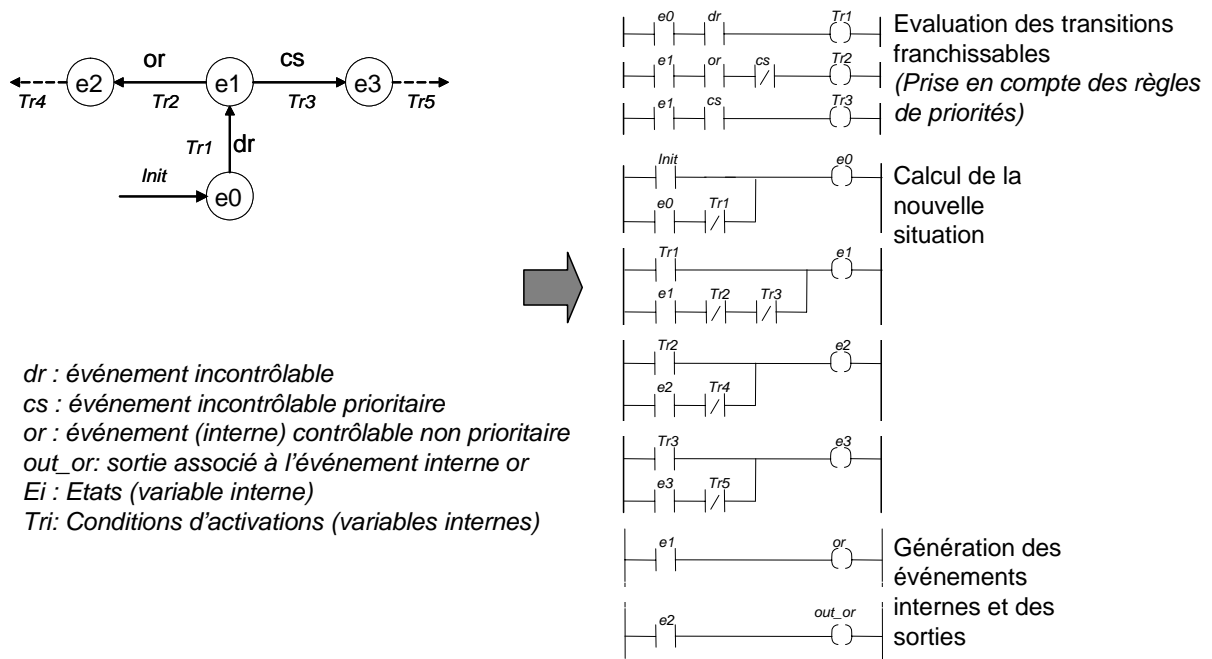 or
cs
e2
e1
e3
Tr4
Tr2
Tr3
Tr5
Tr1
dr
Init
e0
dr : événement incontrôlable
cs : événement incontrôlable prioritaire
or : événement (interne) contrôlable non prioritaire
out_or: sortie associé à l'événement interne or
Ei : Etats (variable interne)
Tri: Conditions d'activations (variables internes)
e0 dr Tr1
e1 or cs Tr2
e1 cs Tr3
Evaluation des transitions
franchissables
(Prise en compte des règles
de priorités)
Init e0
e0 Tr1
Calcul de la
nouvelle
situation
Tr1 e1
e1 Tr2 Tr3
Tr2 e2
e2 Tr4
Tr3 e3
e3 Tr5
e1 or
e2 out_or
Génération des
événements
internes et des
sorties